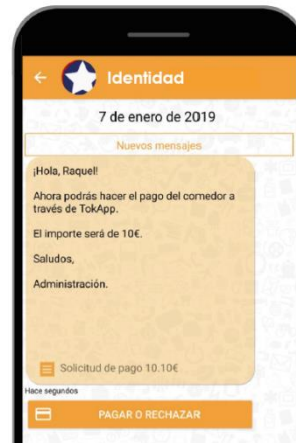 Identidad
7 de enero de 2019
Nuevos mensajes
¡Hola, Raquel!
Ahora podrás hacer el pago del comedor a
través de TokApp.
El importe será de 10€.
Saludos,
Administración.
Solicitud de pago 10.10€
Hace segundos
PAGAR O RECHAZAR